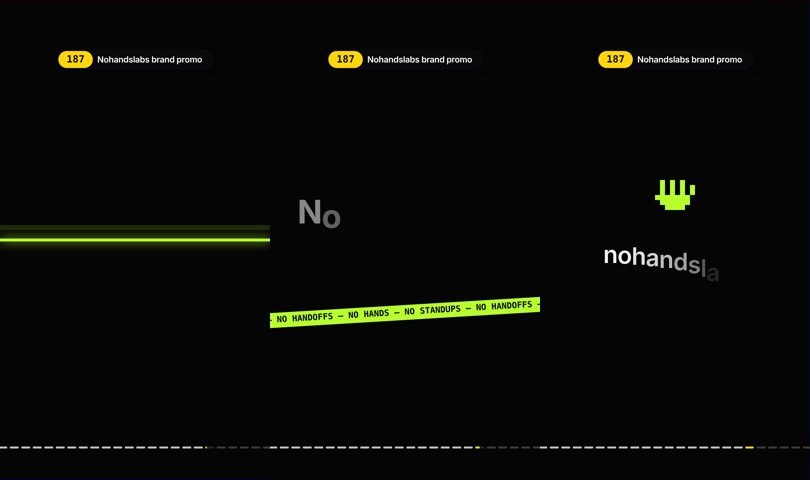 187 Nohandslabs brand promo
187 Nohandslabs brand promo
187 Nohandslabs brand promo
No
NO HANDOFFS — NO HANDS — NO STANDUPS — NO HANDOFFS —
nohandsla